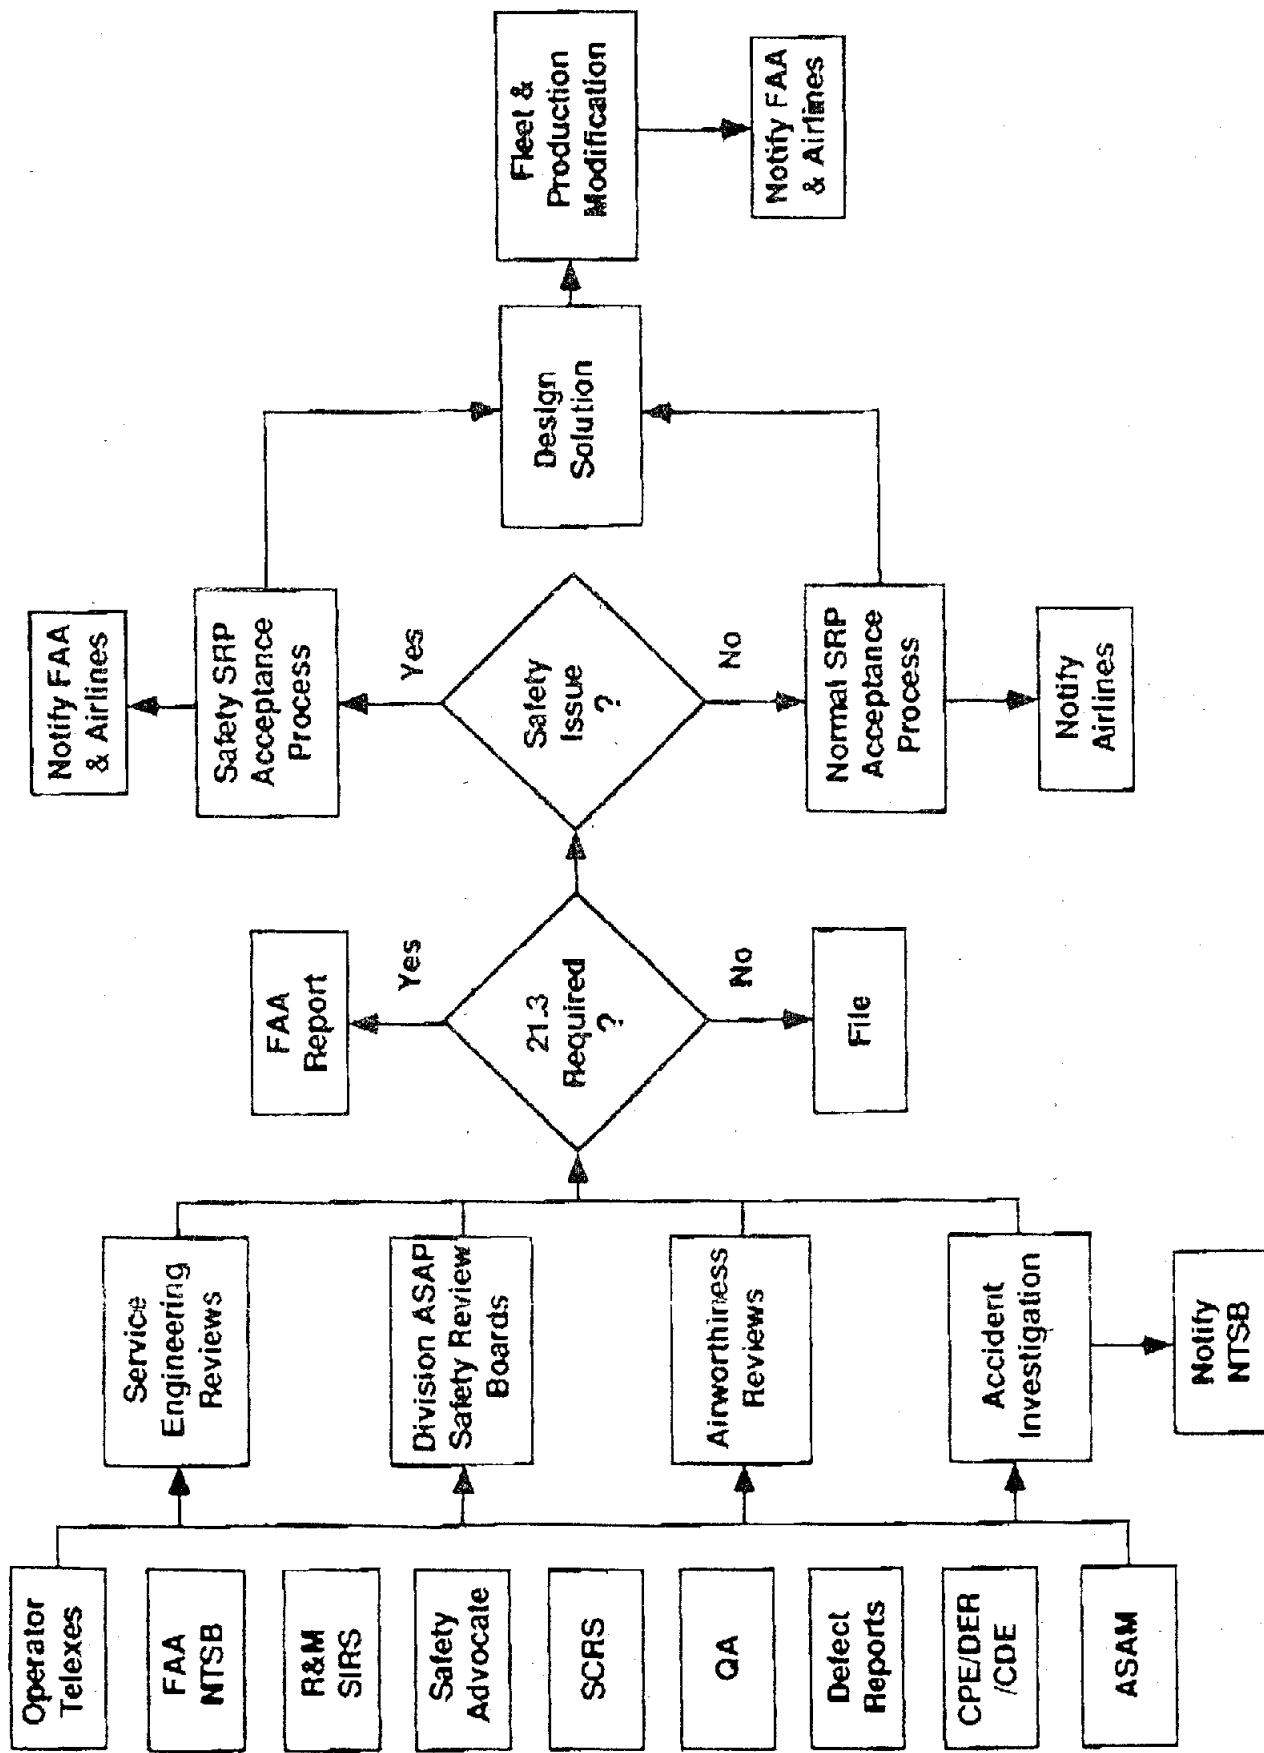 Operator
Telexes
FAA
NTSB
R&M
SIRS
Safety
Advocate
SCRS
QA
Defect
Reports
CPE/DER
/CDE
ASAM
Service
Engineering
Reviews
Division ASAP
Safety Review
Boards
Airworthiness
Reviews
Accident
Investigation
Notify
NTSB
FAA
Report
Yes
21.3
Required
?
No
File
Notify FAA
& Airlines
Safety SRP
Acceptance
Process
Yes
Safety
Issue
?
No
Normal SRP
Acceptance
Process
Notify
Airlines
Design
Solution
Fleet &
Production
Modification
Notify FAA
& Airlines